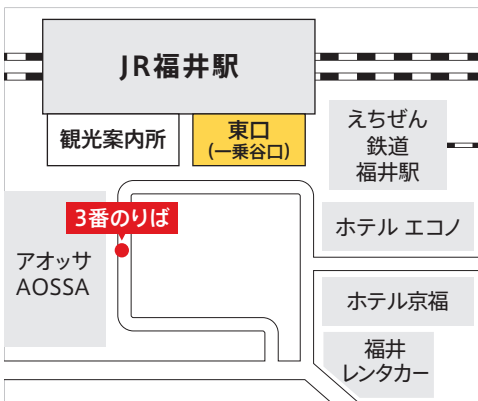 JR福井駅
観光案内所
東口
(一乗谷口)
えちぜん
鉄道
福井駅
3番のりば
アオッサ
AOSSA
ホテル エコノ
ホテル京福
福井
レンタカー